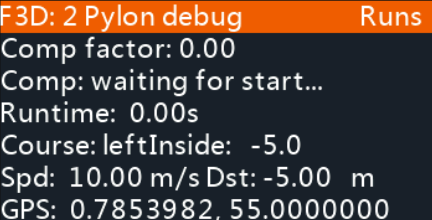 F3D: 2 Pylon debug Runs
Comp factor: 0.00
Comp: waiting for start...
Runtime: 0.00s
Course: leftInside: -5.0
Spd: 10.00 m/s Dst: -5.00 m
GPS: 0.7853982, 55.0000000